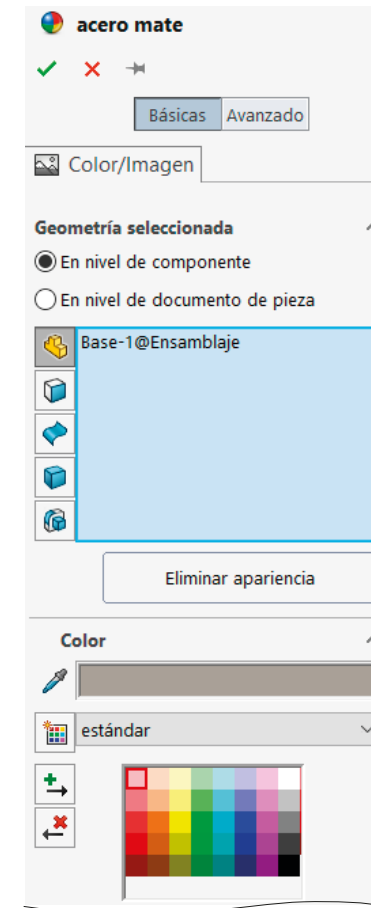 acero mate
Básicas Avanzado
Color/Imagen
Geometría seleccionada
En nivel de componente
En nivel de documento de pieza
Base-1@Ensamblaje
Eliminar apariencia
Color
estándar